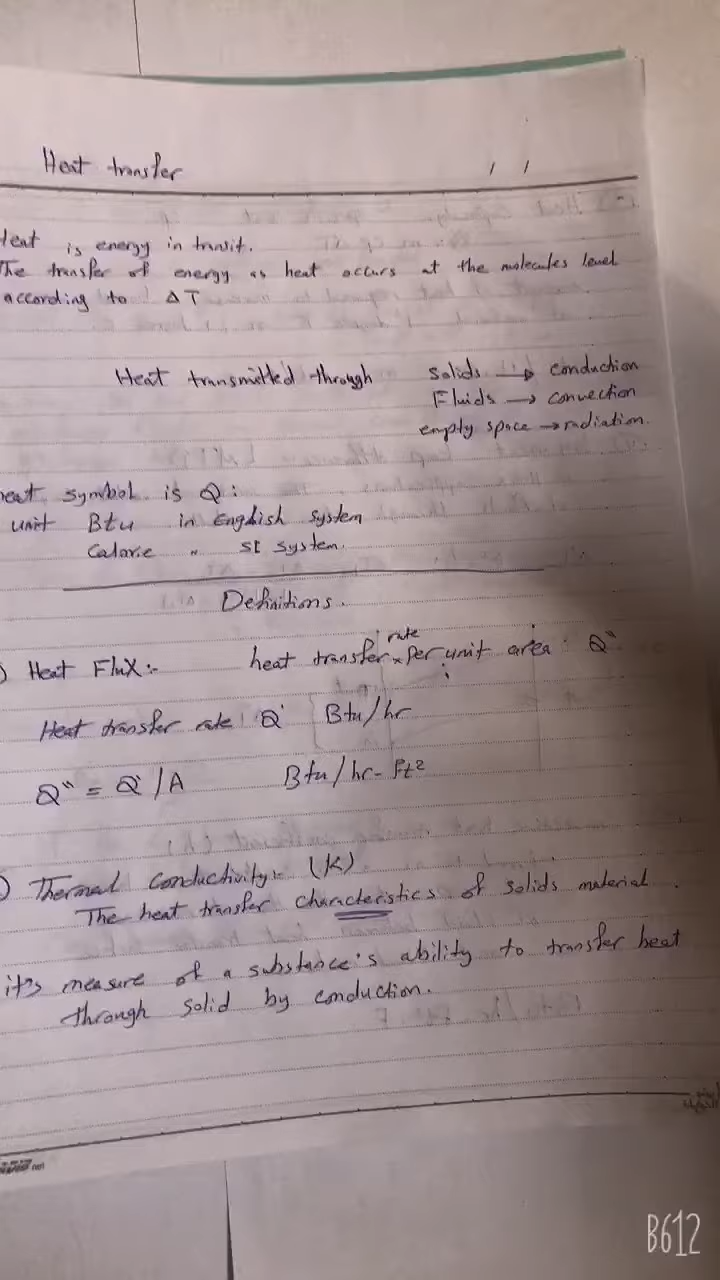 Heat transfer / /
Heat is energy in transit.
The transfer of energy as heat occurs at the molecules level
according to ΔT
Heat transmitted through solids → conduction
Fluids → convection
empty space → radiation.
heat symbol is Q:
unit Btu in English system
Calorie " SI system.
Definitions.
) Heat Flux:- heat transfer rate per unit area: Q̇"
Heat transfer rate Q̇ Btu/hr
Q̇" = Q̇/A Btu/hr-ft²
) Thermal Conductivity:- (K)
The heat transfer characteristics of solids material.
it's measure of a substance's ability to transfer heat
through solid by conduction.
B612